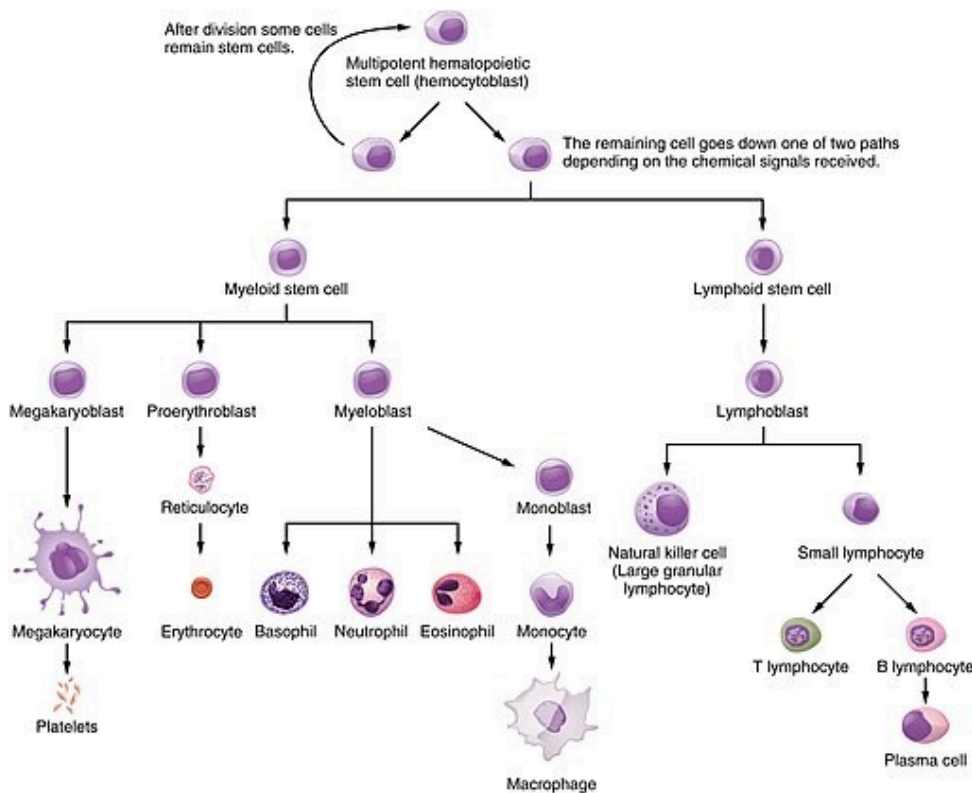 After division some cells
remain stem cells.
Multipotent hematopoietic
stem cell (hemocytoblast)
The remaining cell goes down one of two paths
depending on the chemical signals received.
Myeloid stem cell
Lymphoid stem cell
Megakaryoblast
Proerythroblast
Myeloblast
Lymphoblast
Reticulocyte
Monoblast
Natural killer cell
(Large granular
lymphocyte)
Small lymphocyte
Megakaryocyte
Erythrocyte
Basophil
Neutrophil
Eosinophil
Monocyte
T lymphocyte
B lymphocyte
Platelets
Macrophage
Plasma cell